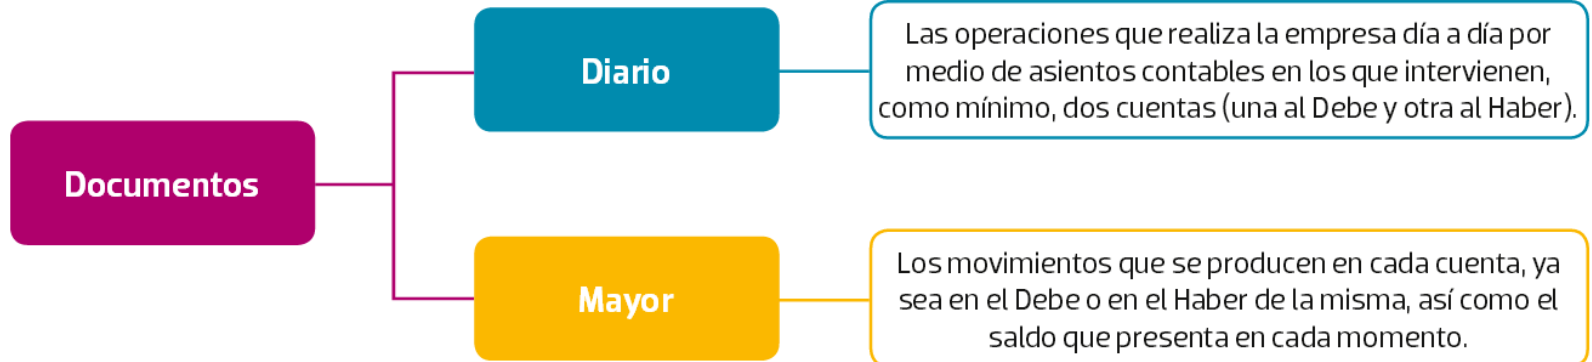 Documentos
Diario
Las operaciones que realiza la empresa día a día por
medio de asientos contables en los que intervienen,
como mínimo, dos cuentas (una al Debe y otra al Haber).
Mayor
Los movimientos que se producen en cada cuenta, ya
sea en el Debe o en el Haber de la misma, así como el
saldo que presenta en cada momento.